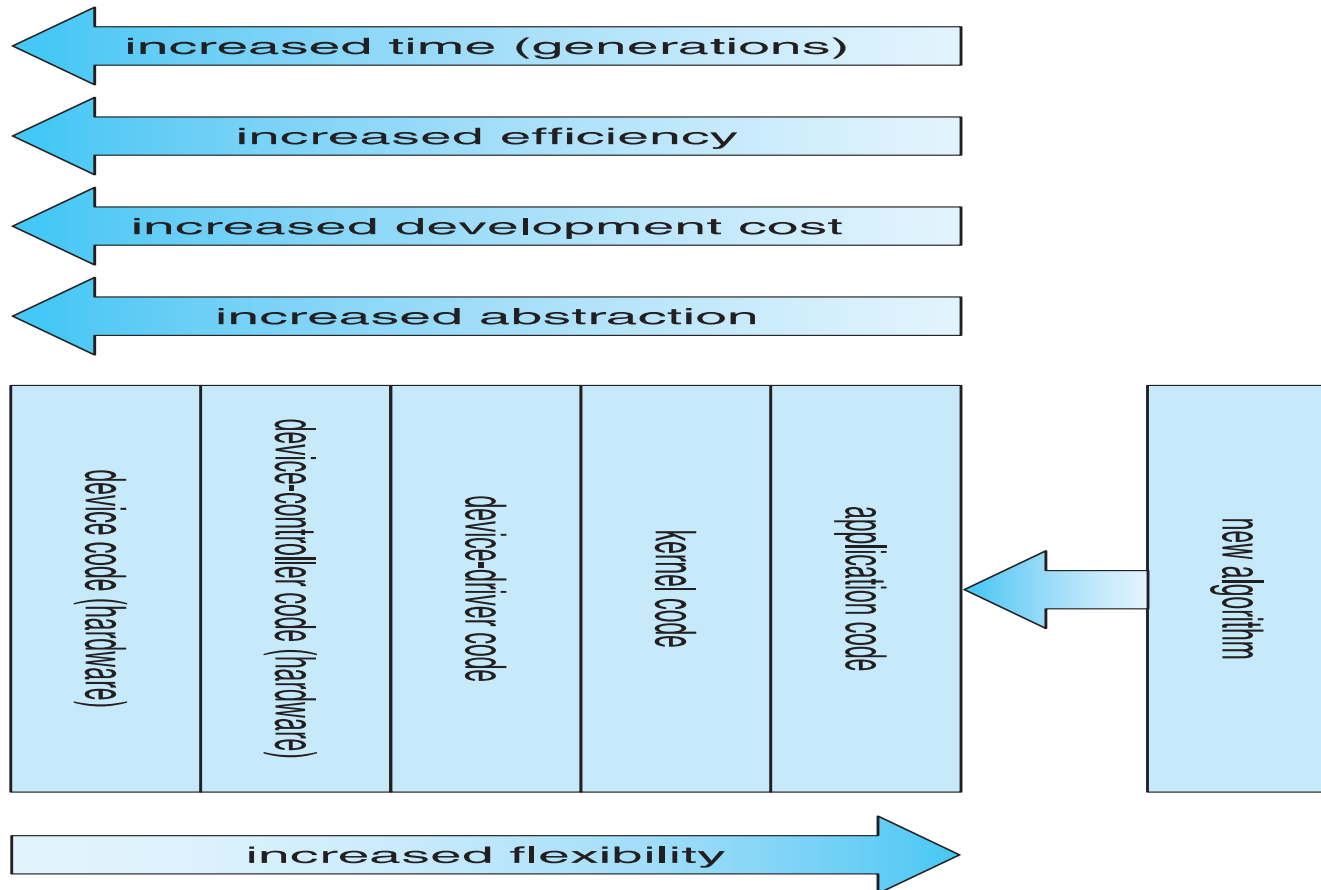 increased time (generations)
increased efficiency
increased development cost
increased abstraction
device code (hardware)
device-controller code (hardware)
device-driver code
kernel code
application code
new algorithm
increased flexibility